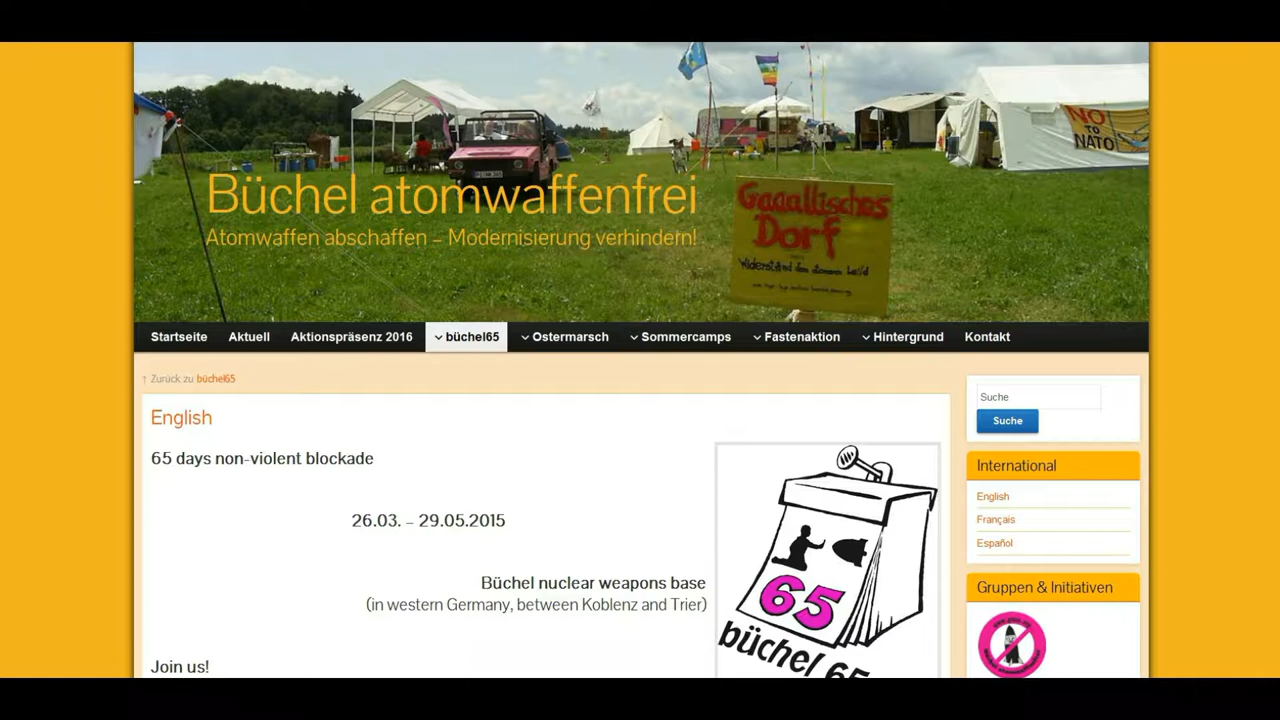 NO
TO
NATO
Büchel atomwaffenfrei
Atomwaffen abschaffen – Modernisierung verhindern!
Gaaallisches
Dorf
Startseite
Aktuell
Aktionspräsenz 2016
büchel65
Ostermarsch
Sommercamps
Fastenaktion
Hintergrund
Kontakt
↑ Zurück zu büchel65
English
65 days non-violent blockade
26.03. – 29.05.2015
Büchel nuclear weapons base
(in western Germany, between Koblenz and Trier)
Join us!
65
büchel 65
Suche
Suche
International
English
Français
Español
Gruppen & Initiativen